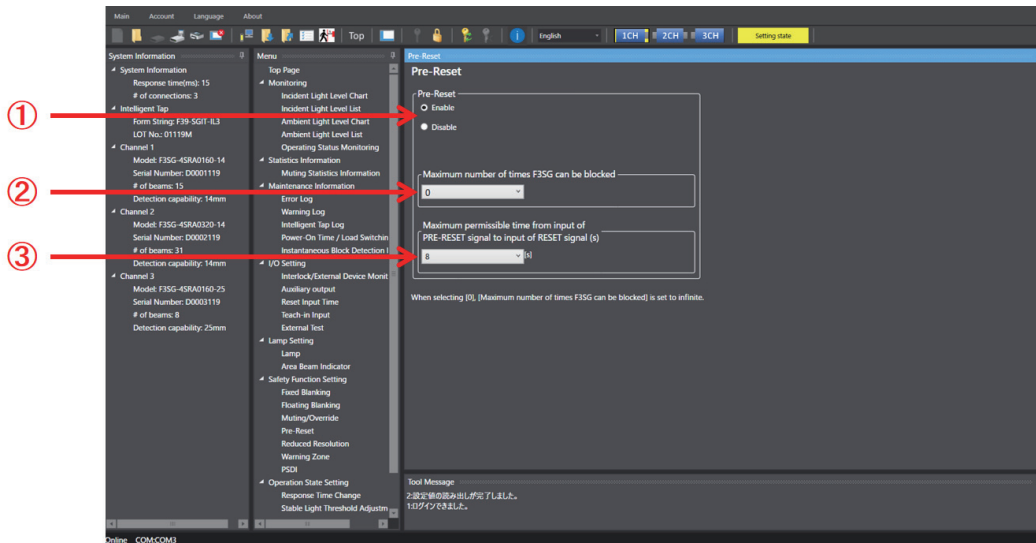 Main Account Language About
Top English 1CH 2CH 3CH Setting state
System Information
System Information
Response time(ms): 15
# of connections: 3
Intelligent Tap
Form String: F39-SGIT-IL3
LOT No.: 01119M
Channel 1
Model: F3SG-4SRA0160-14
Serial Number: D0001119
# of beams: 15
Detection capability: 14mm
Channel 2
Model: F3SG-4SRA0320-14
Serial Number: D0002119
# of beams: 31
Detection capability: 14mm
Channel 3
Model: F3SG-4SRA0160-25
Serial Number: D0003119
# of beams: 8
Detection capability: 25mm
Menu
Top Page
Monitoring
Incident Light Level Chart
Incident Light Level List
Ambient Light Level Chart
Ambient Light Level List
Operating Status Monitoring
Statistics Information
Muting Statistics Information
Maintenance Information
Error Log
Warning Log
Intelligent Tap Log
Power-On Time / Load Switchin
Instantaneous Block Detection I
I/O Setting
Interlock/External Device Monit
Auxiliary output
Reset Input Time
Teach-in Input
External Test
Lamp Setting
Lamp
Area Beam Indicator
Safety Function Setting
Fixed Blanking
Floating Blanking
Muting/Override
Pre-Reset
Reduced Resolution
Warning Zone
PSDI
Operation State Setting
Response Time Change
Stable Light Threshold Adjustm
Pre-Reset
Pre-Reset
Pre-Reset
① Enable
Disable
② Maximum number of times F3SG can be blocked
0
Maximum permissible time from input of
PRE-RESET signal to input of RESET signal (s)
③ 8 [s]
When selecting [0], [Maximum number of times F3SG can be blocked] is set to infinite.
Tool Message
2:設定値の読み出しが完了しました。
1:ログインできました。
Online COM:COM3